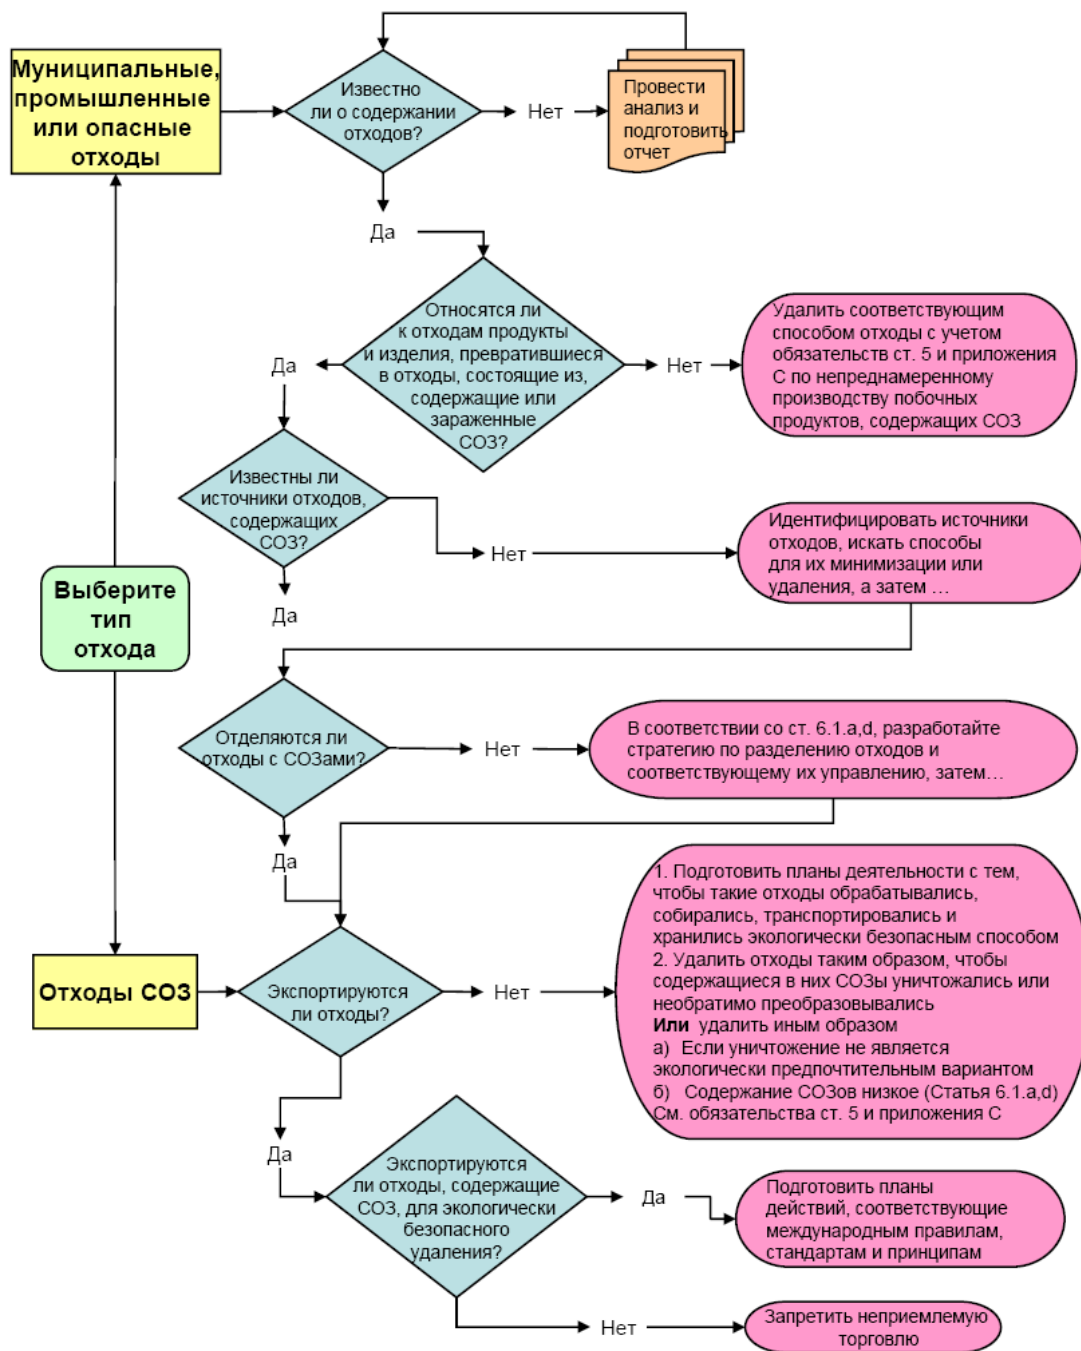 Муниципальные,
промышленные
или опасные
отходы
Известно
ли о содержании
отходов?
Нет
Провести
анализ и
подготовить
отчет
Да
Относятся ли
к отходам продукты
и изделия, превратившиеся
в отходы, состоящие из,
содержащие или
зараженные
СОЗ?
Да
Нет
Удалить соответствующим
способом отходы с учетом
обязательств ст. 5 и приложения
С по непреднамеренному
производству побочных
продуктов, содержащих СОЗ
Известны ли
источники отходов,
содержащих
СОЗ?
Нет
Идентифицировать источники
отходов, искать способы
для их минимизации или
удаления, а затем …
Да
Выберите
тип
отхода
Отделяются ли
отходы с СОЗами?
Нет
В соответствии со ст. 6.1.a,d, разработайте
стратегию по разделению отходов и
соответствующему их управлению, затем…
Да
Отходы СОЗ
Экспортируются
ли отходы?
Нет
1. Подготовить планы деятельности с тем,
чтобы такие отходы обрабатывались,
собирались, транспортировались и
хранились экологически безопасным способом
2. Удалить отходы таким образом, чтобы
содержащиеся в них СОЗы уничтожались или
необратимо преобразовывались
Или удалить иным образом
а) Если уничтожение не является
экологически предпочтительным вариантом
б) Содержание СОЗов низкое (Статья 6.1.a,d)
См. обязательства ст. 5 и приложения С
Да
Экспортируются
ли отходы, содержащие
СОЗ, для экологически
безопасного
удаления?
Да
Подготовить планы
действий, соответствующие
международным правилам,
стандартам и принципам
Нет
Запретить неприемлемую
торговлю